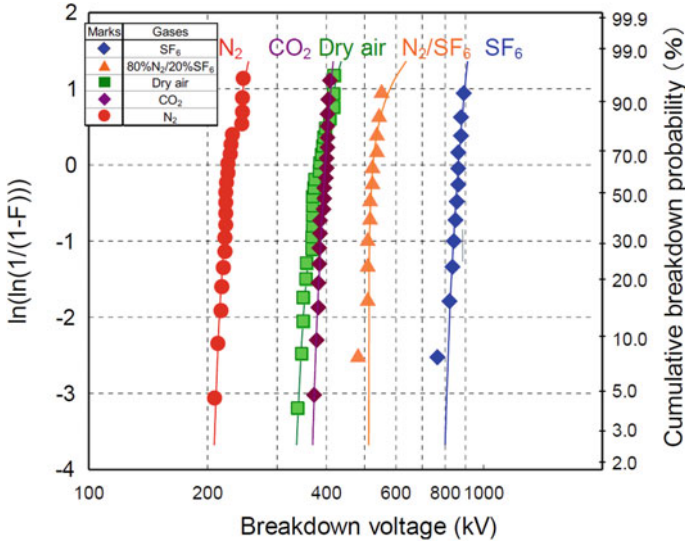 Marks Gases
SF₆
80%N₂/20%SF₆
Dry air
CO₂
N₂
N₂ CO₂ Dry air N₂/SF₆ SF₆
2
1
0
-1
-2
-3
-4
ln(ln(1/(1-F)))
99.9
99.0
90.0
70.0
50.0
30.0
20.0
10.0
5.0
3.0
2.0
Cumulative breakdown probability (%)
100 200 400 600 800 1000
Breakdown voltage (kV)